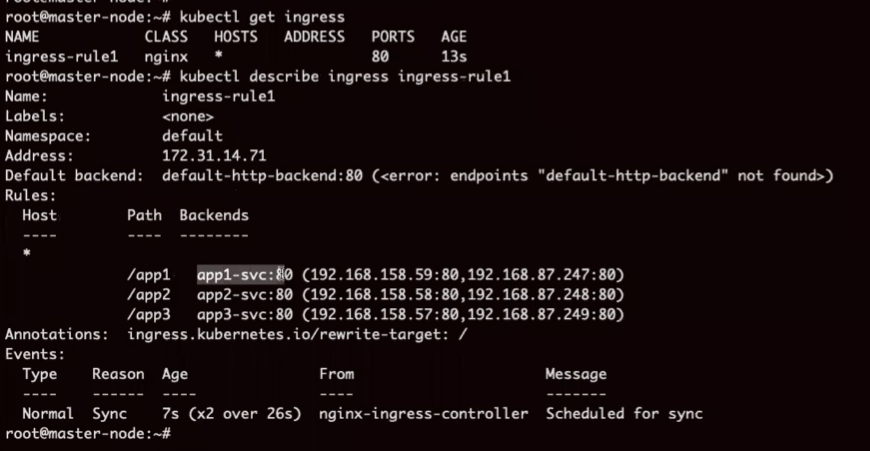 root@master-node:~# kubectl get ingress
NAME CLASS HOSTS ADDRESS PORTS AGE
ingress-rule1 nginx * 80 13s
root@master-node:~# kubectl describe ingress ingress-rule1
Name: ingress-rule1
Labels: <none>
Namespace: default
Address: 172.31.14.71
Default backend: default-http-backend:80 (<error: endpoints "default-http-backend" not found>)
Rules:
Host Path Backends
---- ---- --------
*
/app1 app1-svc:80 (192.168.158.59:80,192.168.87.247:80)
/app2 app2-svc:80 (192.168.158.58:80,192.168.87.248:80)
/app3 app3-svc:80 (192.168.158.57:80,192.168.87.249:80)
Annotations: ingress.kubernetes.io/rewrite-target: /
Events:
Type Reason Age From Message
---- ------ ---- ---- -------
Normal Sync 7s (x2 over 26s) nginx-ingress-controller Scheduled for sync
root@master-node:~#